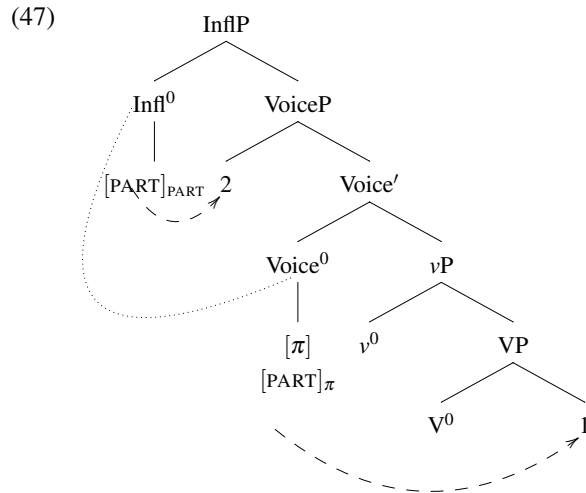 (47)
InflP
Infl⁰ VoiceP
[PART]PART 2 Voice′
Voice⁰ vP
[π] v⁰ VP
[PART]π
V⁰ 1